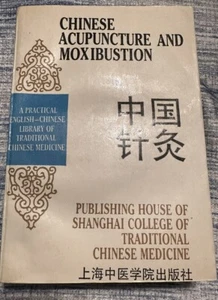 CHINESE
ACUPUNCTURE AND
MOXIBUSTION
A PRACTICAL
ENGLISH-CHINESE
LIBRARY OF
TRADITIONAL
CHINESE MEDICINE
中国
针灸
PUBLISHING HOUSE OF
SHANGHAI COLLEGE OF
TRADITIONAL
CHINESE MEDICINE
上海中医学院出版社